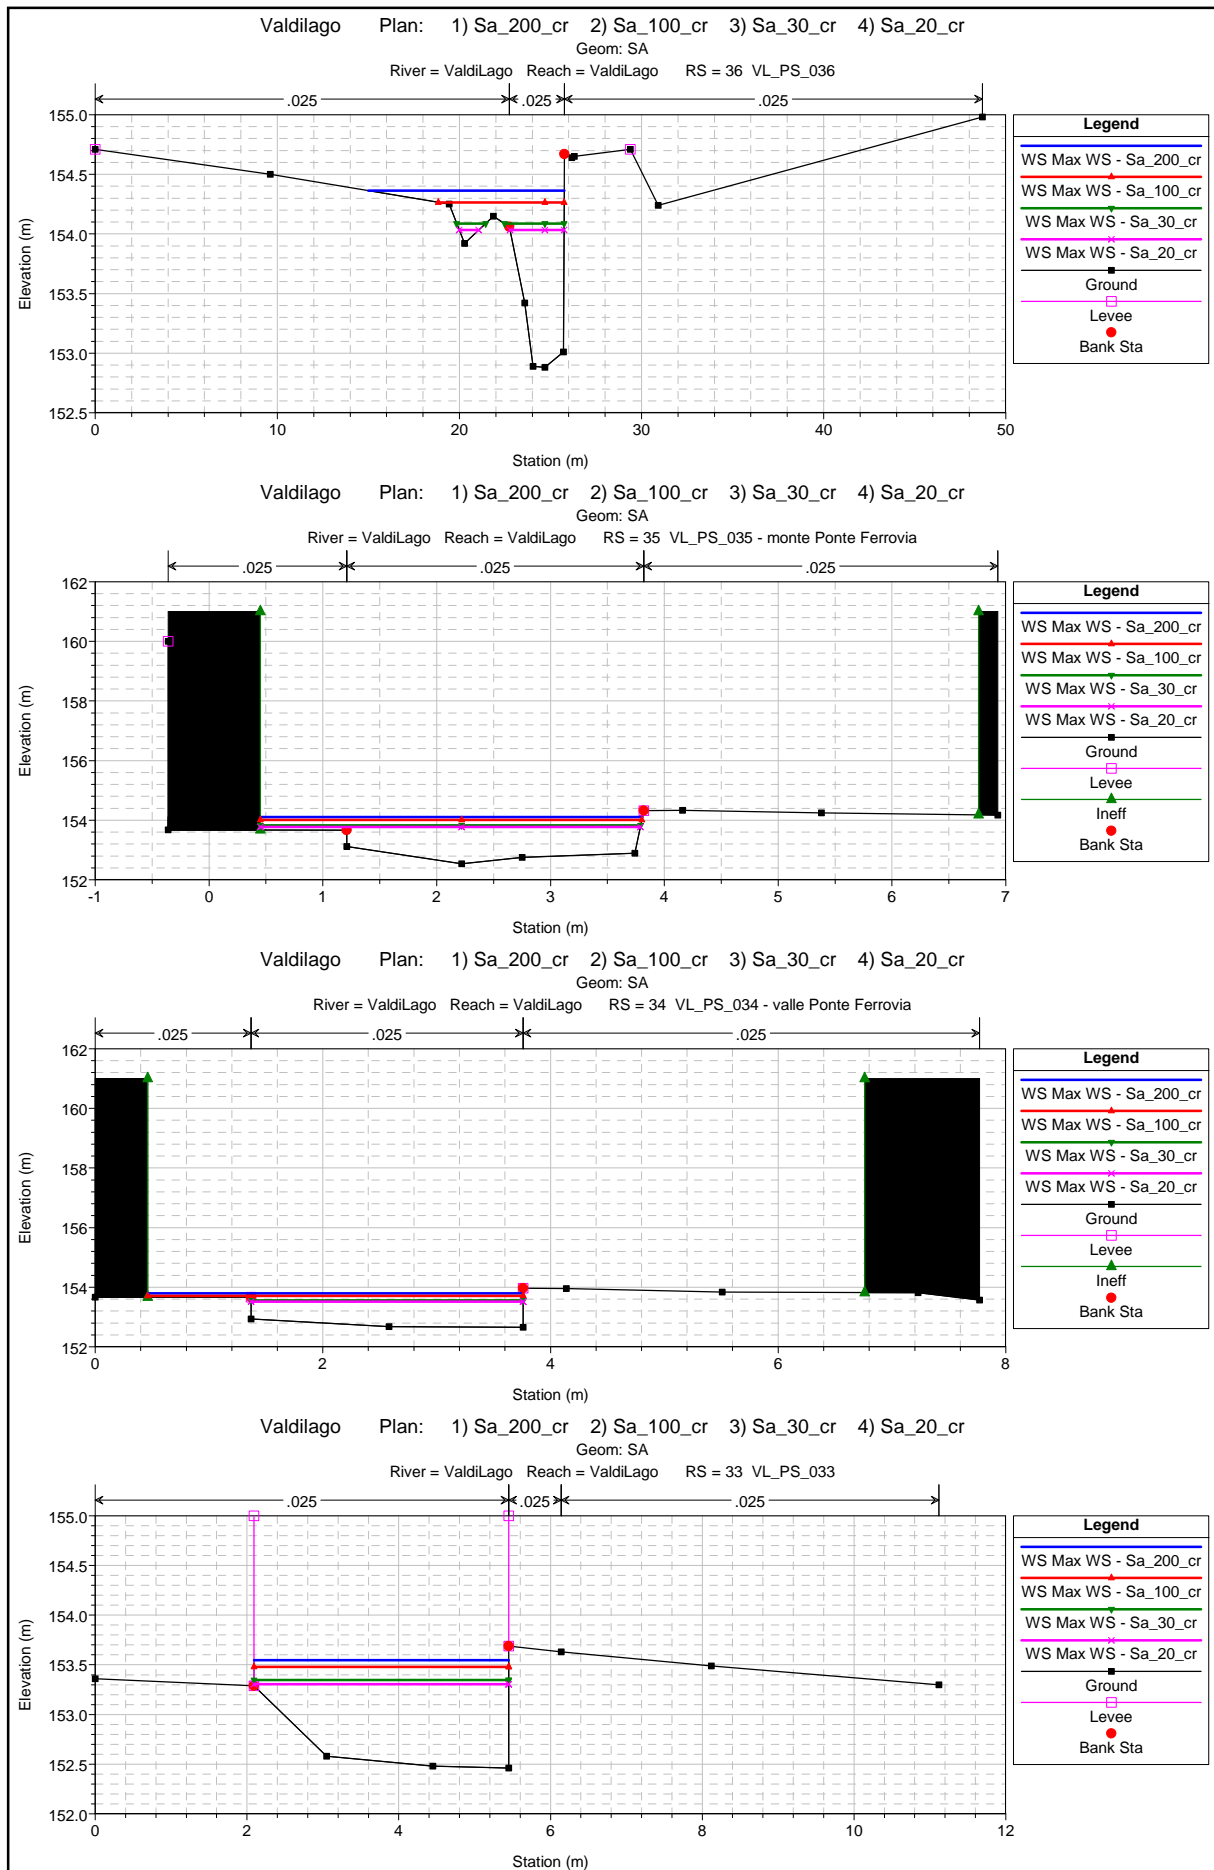 Valdilago Plan: 1) Sa_200_cr 2) Sa_100_cr 3) Sa_30_cr 4) Sa_20_cr
Geom: SA
River = ValdiLago Reach = ValdiLago RS = 36 VL_PS_036
.025 .025 .025
155.0
154.5
154.0
153.5
153.0
152.5
Elevation (m)
0 10 20 30 40 50
Station (m)
Legend
WS Max WS - Sa_200_cr
WS Max WS - Sa_100_cr
WS Max WS - Sa_30_cr
WS Max WS - Sa_20_cr
Ground
Levee
Bank Sta
Valdilago Plan: 1) Sa_200_cr 2) Sa_100_cr 3) Sa_30_cr 4) Sa_20_cr
Geom: SA
River = ValdiLago Reach = ValdiLago RS = 35 VL_PS_035 - monte Ponte Ferrovia
.025 .025 .025
162
160
158
156
154
152
Elevation (m)
-1 0 1 2 3 4 5 6 7
Station (m)
Legend
WS Max WS - Sa_200_cr
WS Max WS - Sa_100_cr
WS Max WS - Sa_30_cr
WS Max WS - Sa_20_cr
Ground
Levee
Ineff
Bank Sta
Valdilago Plan: 1) Sa_200_cr 2) Sa_100_cr 3) Sa_30_cr 4) Sa_20_cr
Geom: SA
River = ValdiLago Reach = ValdiLago RS = 34 VL_PS_034 - valle Ponte Ferrovia
.025 .025 .025
162
160
158
156
154
152
Elevation (m)
0 2 4 6 8
Station (m)
Legend
WS Max WS - Sa_200_cr
WS Max WS - Sa_100_cr
WS Max WS - Sa_30_cr
WS Max WS - Sa_20_cr
Ground
Levee
Ineff
Bank Sta
Valdilago Plan: 1) Sa_200_cr 2) Sa_100_cr 3) Sa_30_cr 4) Sa_20_cr
Geom: SA
River = ValdiLago Reach = ValdiLago RS = 33 VL_PS_033
.025 .025 .025
155.0
154.5
154.0
153.5
153.0
152.5
152.0
Elevation (m)
0 2 4 6 8 10 12
Station (m)
Legend
WS Max WS - Sa_200_cr
WS Max WS - Sa_100_cr
WS Max WS - Sa_30_cr
WS Max WS - Sa_20_cr
Ground
Levee
Bank Sta